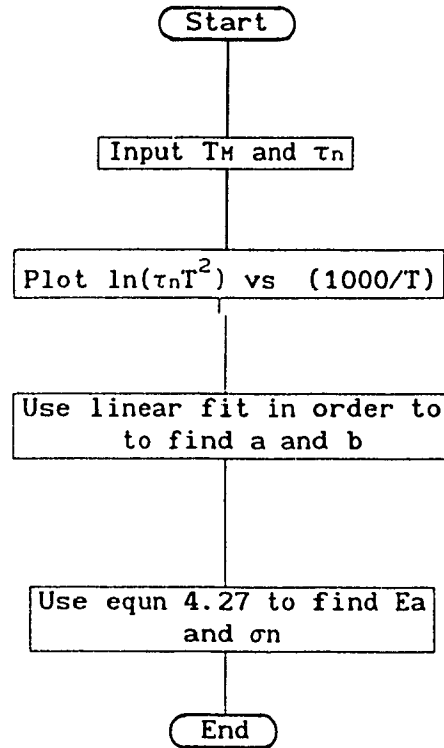 Start
Input Tᴍ and τn
Plot ln(τnT²) vs (1000/T)
Use linear fit in order to
to find a and b
Use equn 4.27 to find Ea
and σn
End